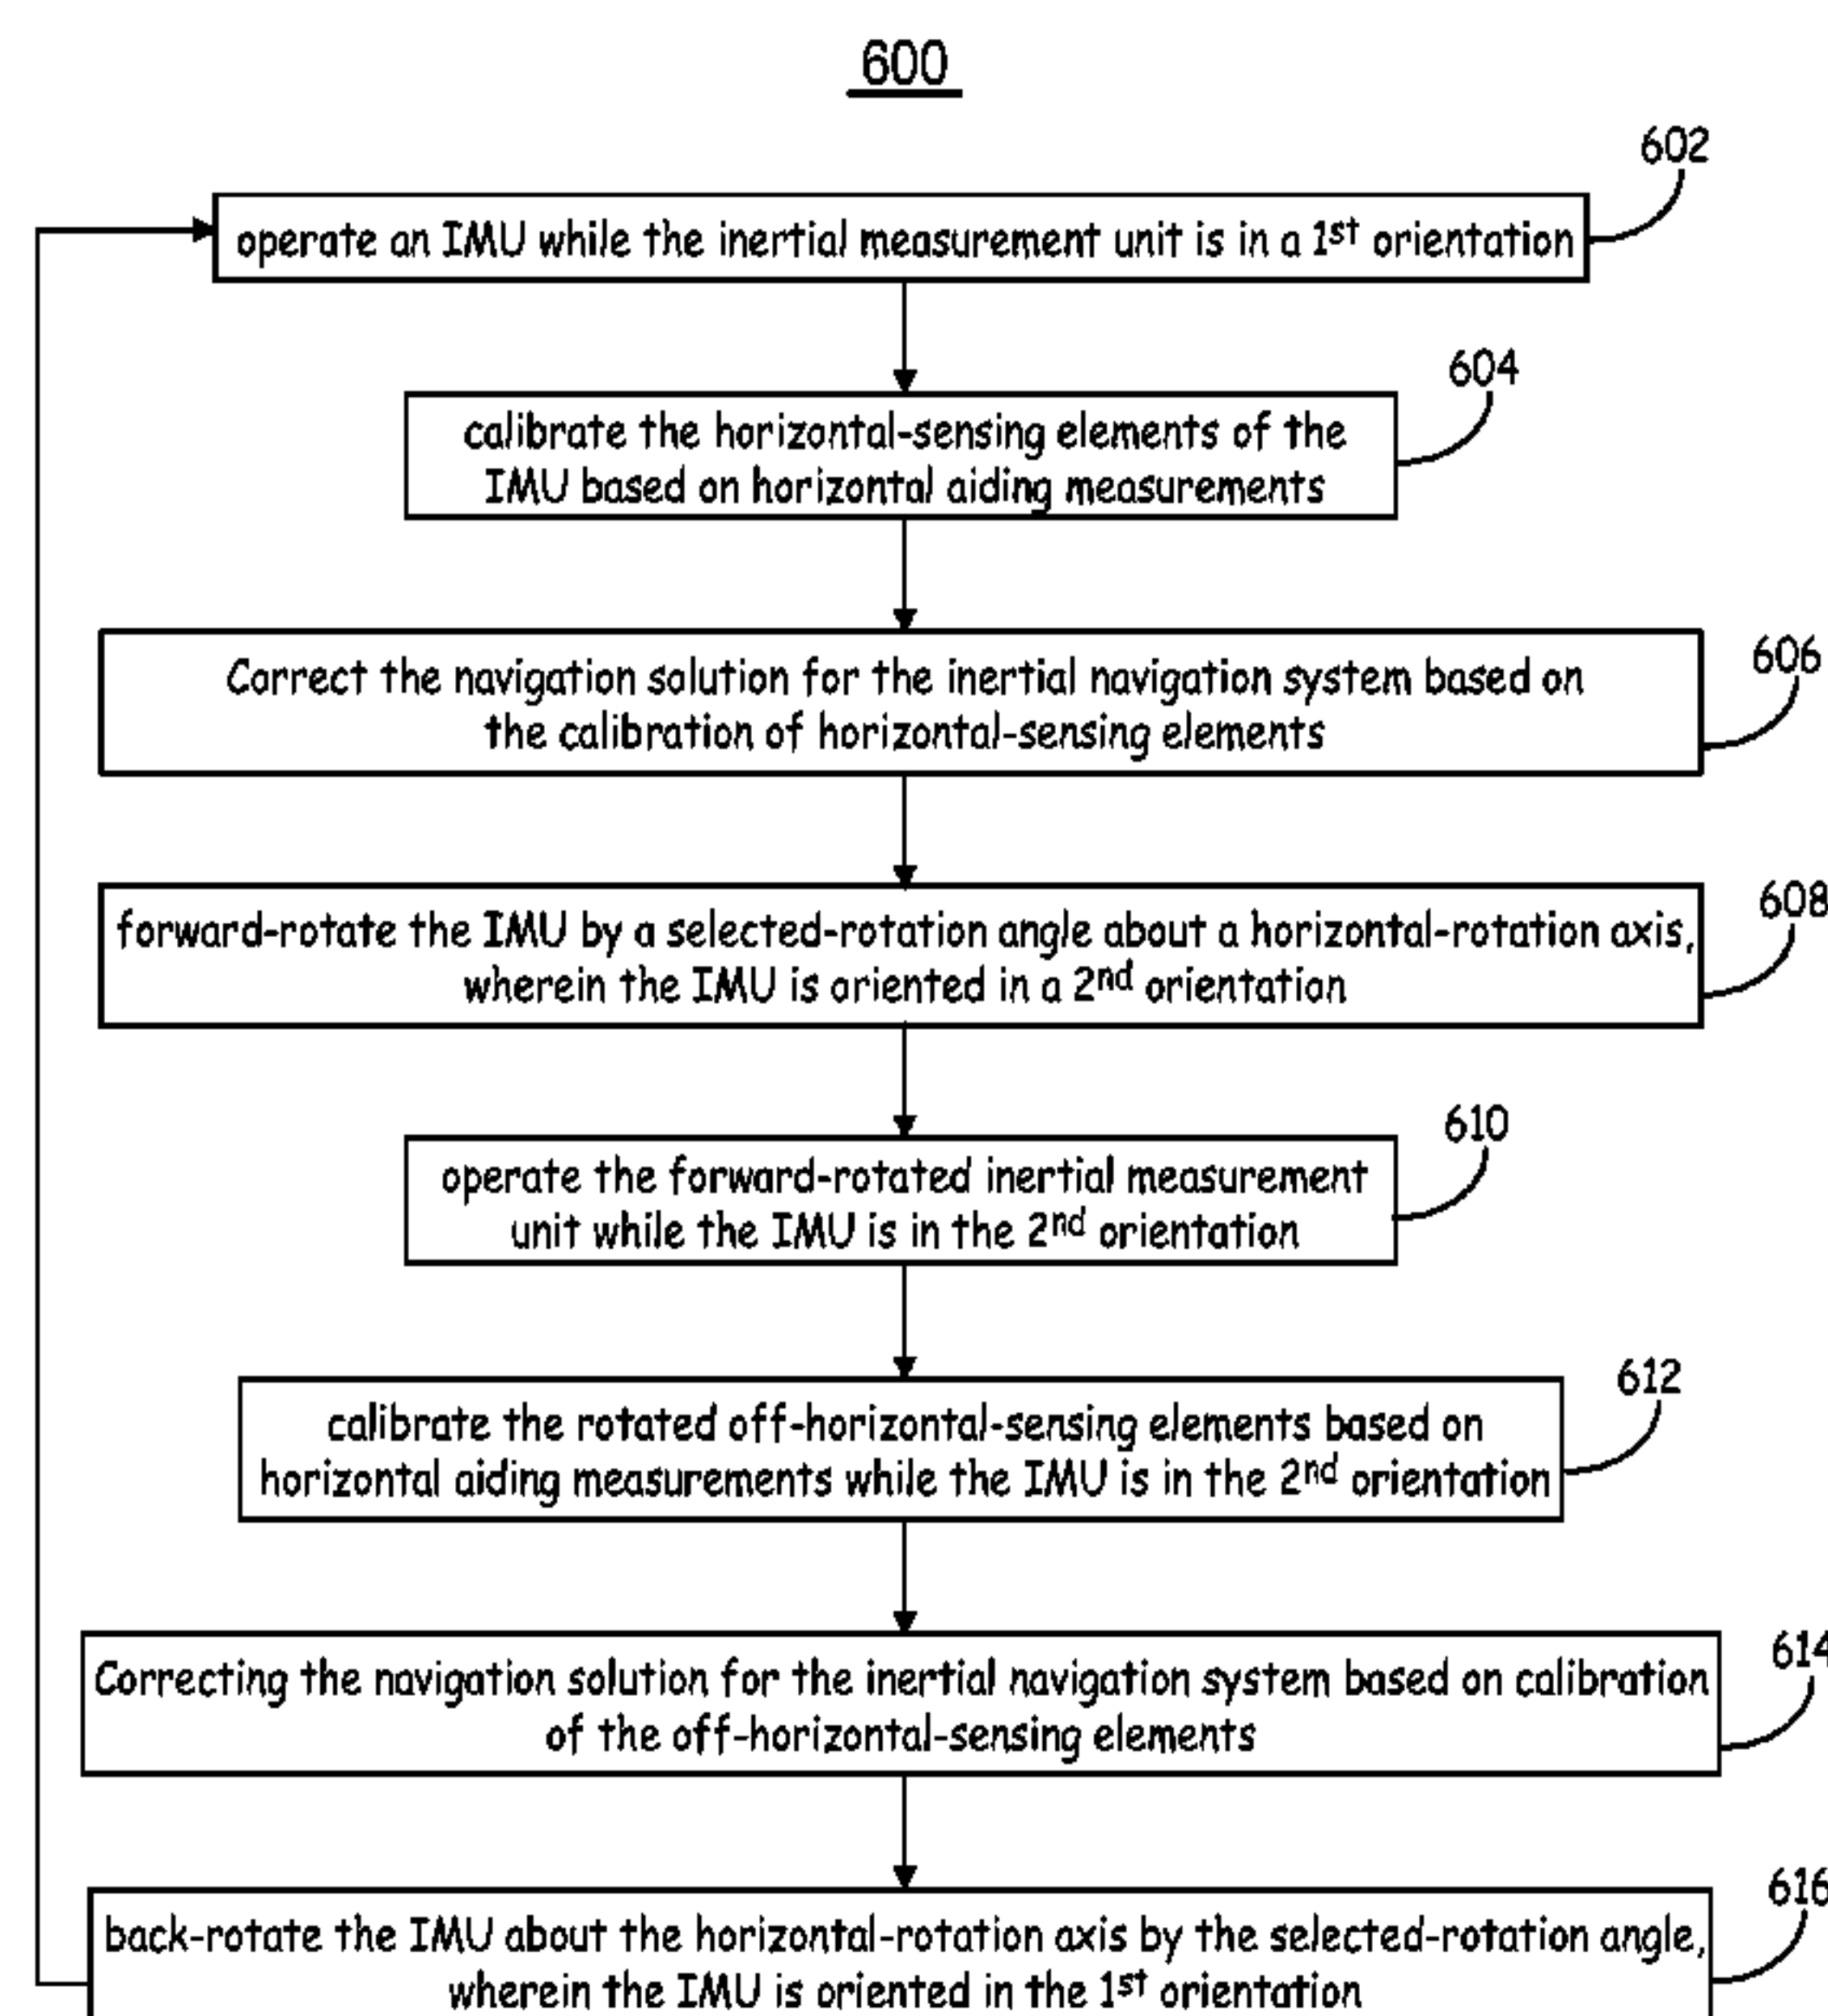 600
602
operate an IMU while the inertial measurement unit is in a 1st orientation
604
calibrate the horizontal-sensing elements of the
IMU based on horizontal aiding measurements
606
Correct the navigation solution for the inertial navigation system based on
the calibration of horizontal-sensing elements
608
forward-rotate the IMU by a selected-rotation angle about a horizontal-rotation axis,
wherein the IMU is oriented in a 2nd orientation
610
operate the forward-rotated inertial measurement
unit while the IMU is in the 2nd orientation
612
calibrate the rotated off-horizontal-sensing elements based on
horizontal aiding measurements while the IMU is in the 2nd orientation
614
Correcting the navigation solution for the inertial navigation system based on calibration
of the off-horizontal-sensing elements
616
back-rotate the IMU about the horizontal-rotation axis by the selected-rotation angle,
wherein the IMU is oriented in the 1st orientation